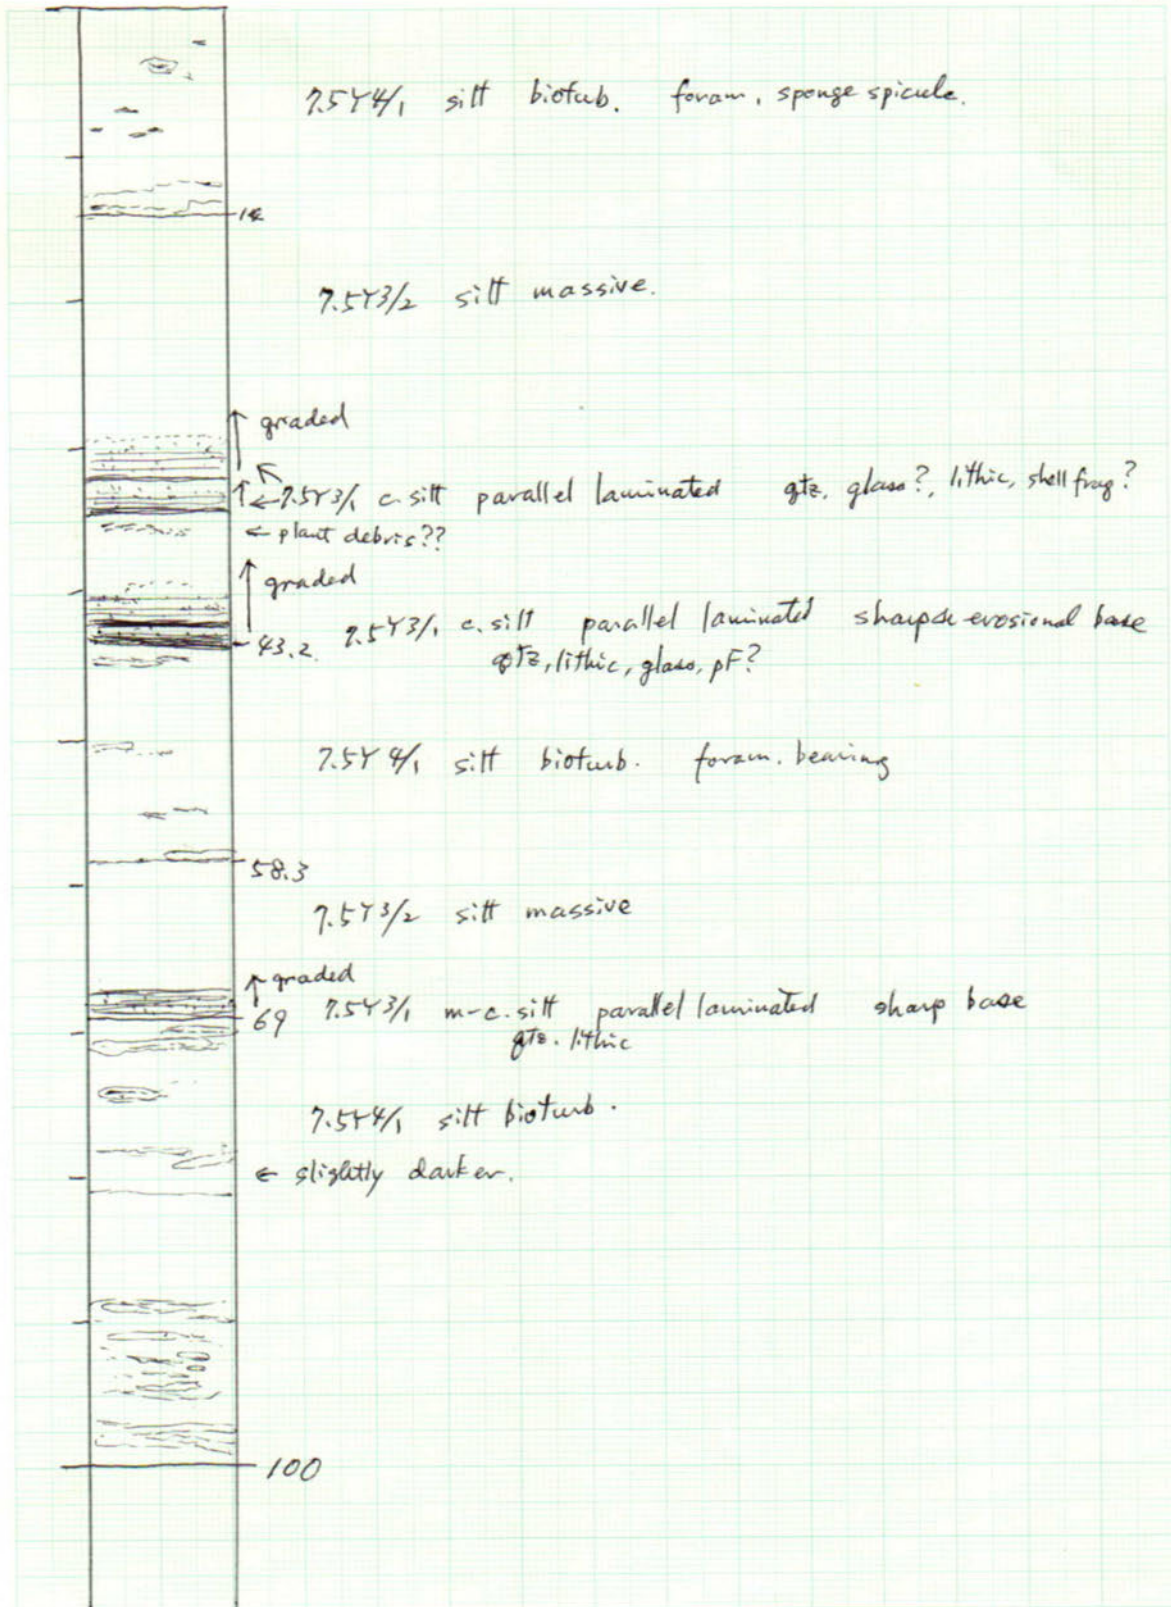 7.5Y4/1 silt biotub. foram, sponge spicule.
14
7.5Y3/2 silt massive.
graded
7.5Y3/1 c.silt parallel laminated qtz, glass?, lithic, shell frag?
← plant debris??
graded
43.2 7.5Y3/1 c.silt parallel laminated sharp erosional base
qtz, lithic, glass, pF?
7.5Y4/1 silt bioturb. foram. bearing
58.3
7.5Y3/2 silt massive
graded
69 7.5Y3/1 m-c.silt parallel laminated sharp base
qtz. lithic
7.5Y4/1 silt bioturb.
← slightly darker.
100